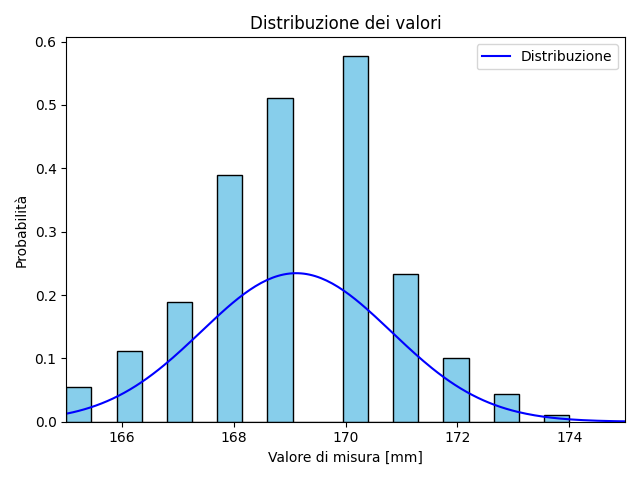 Distribuzione dei valori
Distribuzione
0.6
0.5
0.4
0.3
0.2
0.1
0.0
Probabilità
166 168 170 172 174
Valore di misura [mm]